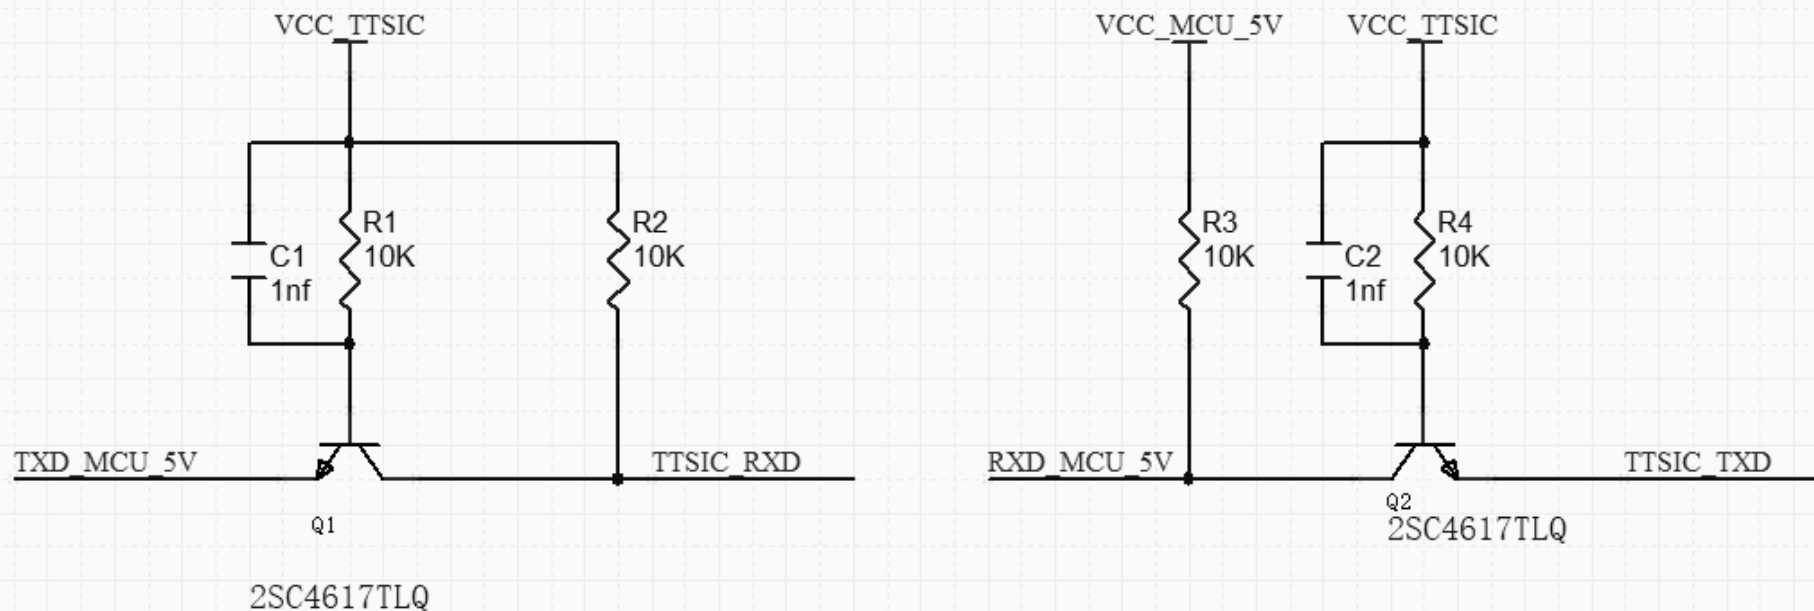 VCC_TTSIC
VCC_MCU_5V
VCC_TTSIC
R1
10K
R2
10K
C1
1nf
R3
10K
R4
10K
C2
1nf
TXD_MCU_5V
TTSIC_RXD
RXD_MCU_5V
TTSIC_TXD
Q1
2SC4617TLQ
Q2
2SC4617TLQ